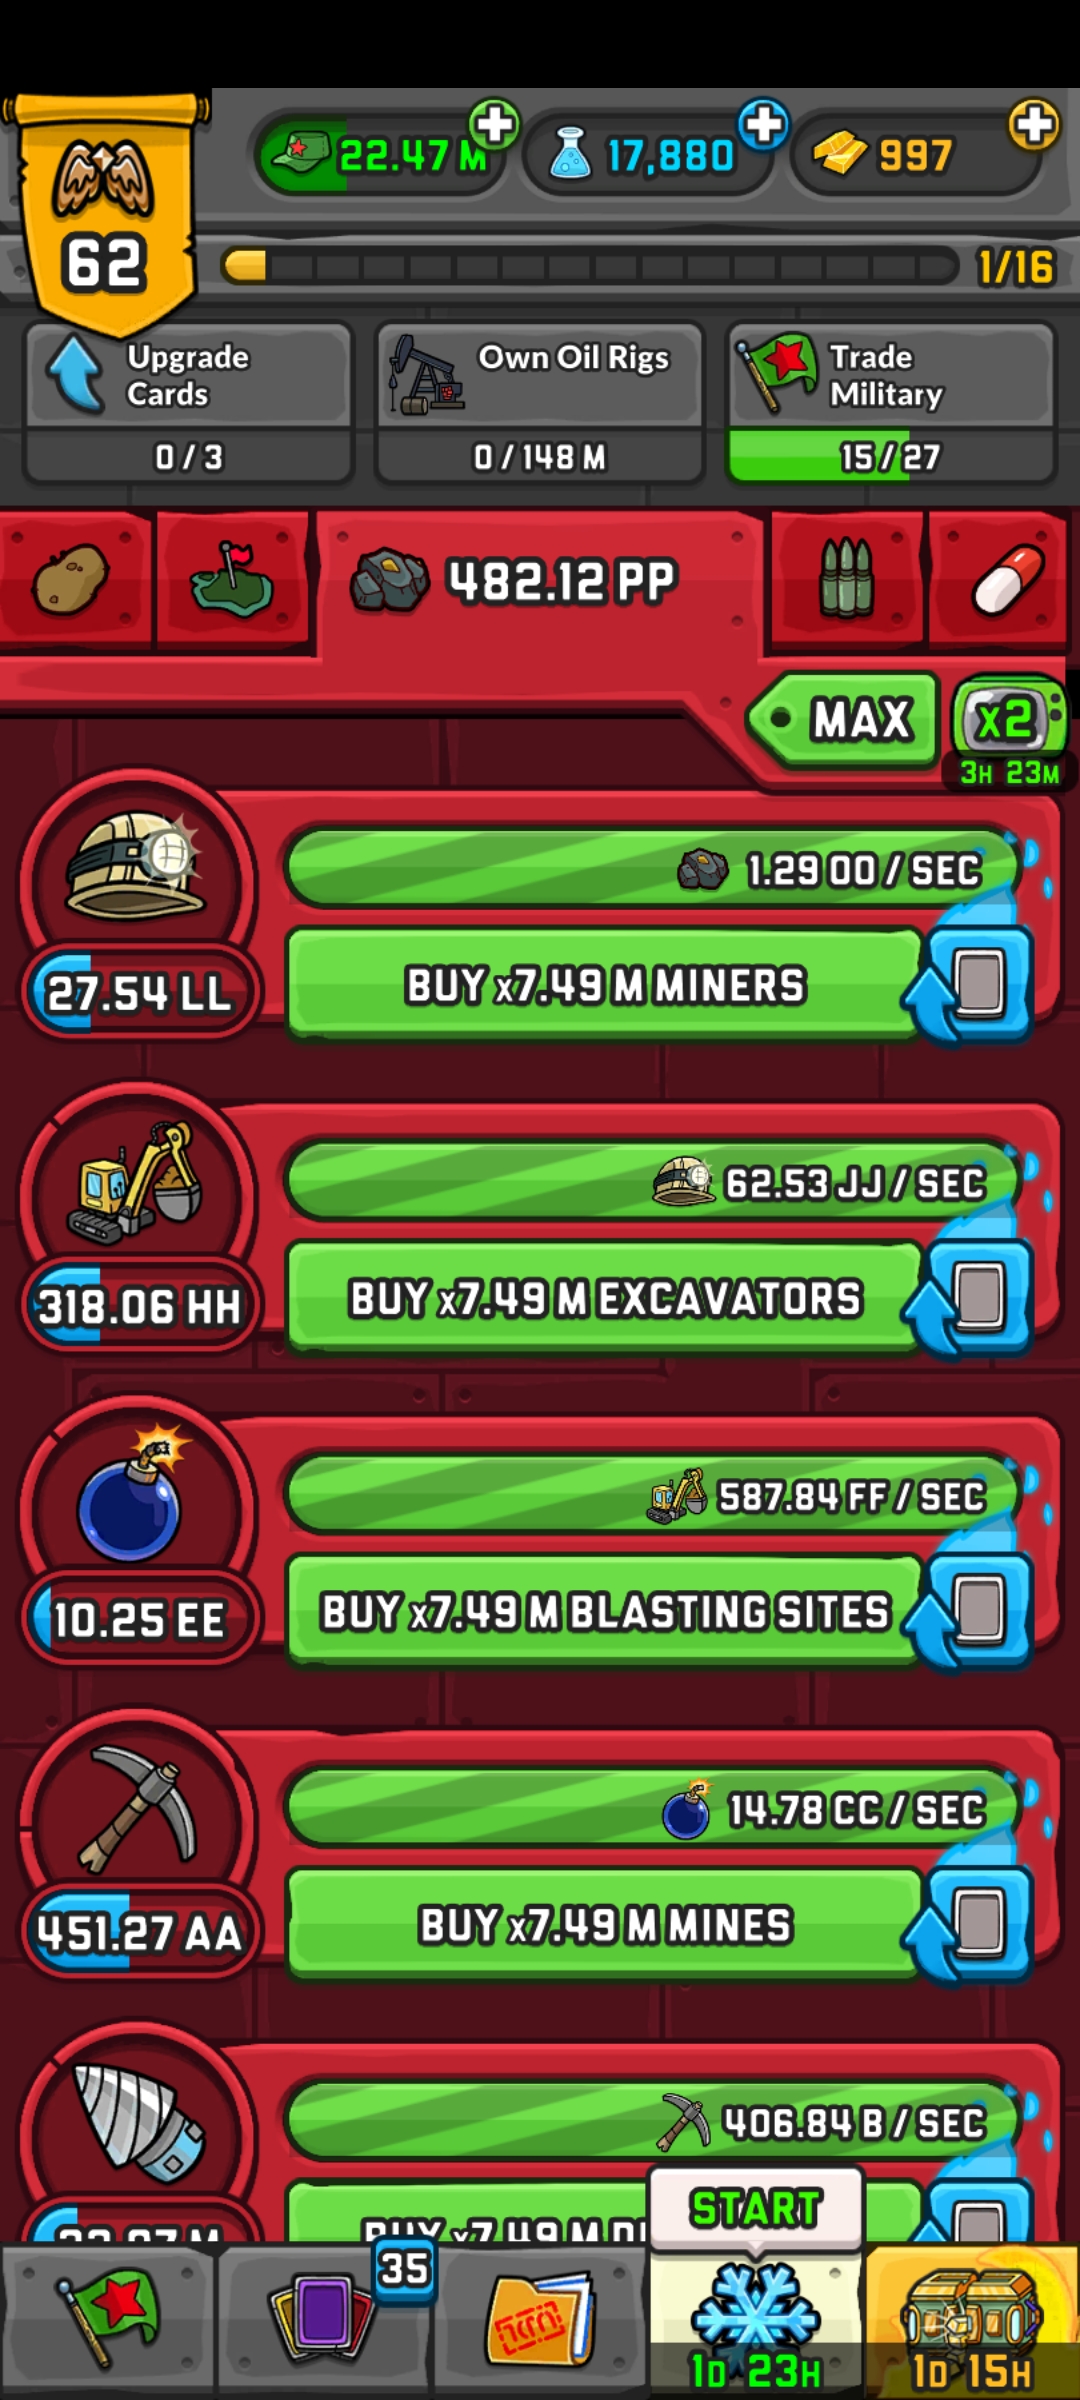 22.47 M
17,880
997
62
1/16
Upgrade
Cards
0 / 3
Own Oil Rigs
0 / 148 M
Trade
Military
15 / 27
482.12 PP
MAX
x2
3H 23M
1.29 OO / SEC
27.54 LL
BUY x7.49 M MINERS
62.53 JJ / SEC
318.06 HH
BUY x7.49 M EXCAVATORS
587.84 FF / SEC
10.25 EE
BUY x7.49 M BLASTING SITES
14.78 CC / SEC
451.27 AA
BUY x7.49 M MINES
406.84 B / SEC
BUY x7.49 M
START
35
1D 23H
1D 15H